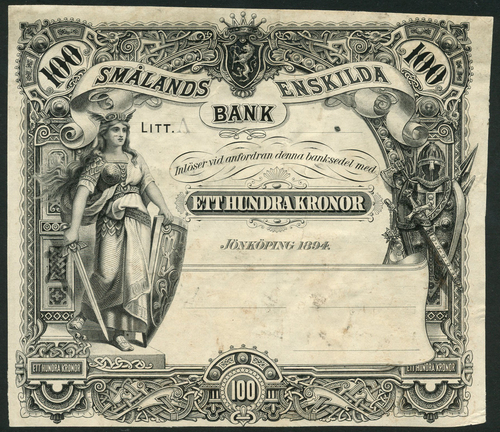 100 100
SMÅLANDS ENSKILDA
BANK
LITT. A
Inlöser vid anfordran denna banksedel med
ETT HUNDRA KRONOR
JÖNKÖPING 1894.
ETT HUNDRA KRONOR ETT HUNDRA KRONOR
100